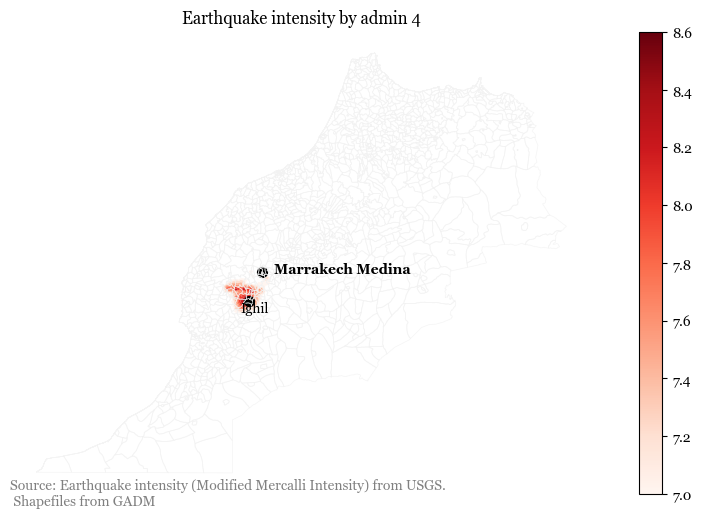 Earthquake intensity by admin 4
8.6
8.4
8.2
8.0
7.8
7.6
7.4
7.2
7.0
Marrakech Medina
Ighil
Source: Earthquake intensity (Modified Mercalli Intensity) from USGS.
Shapefiles from GADM